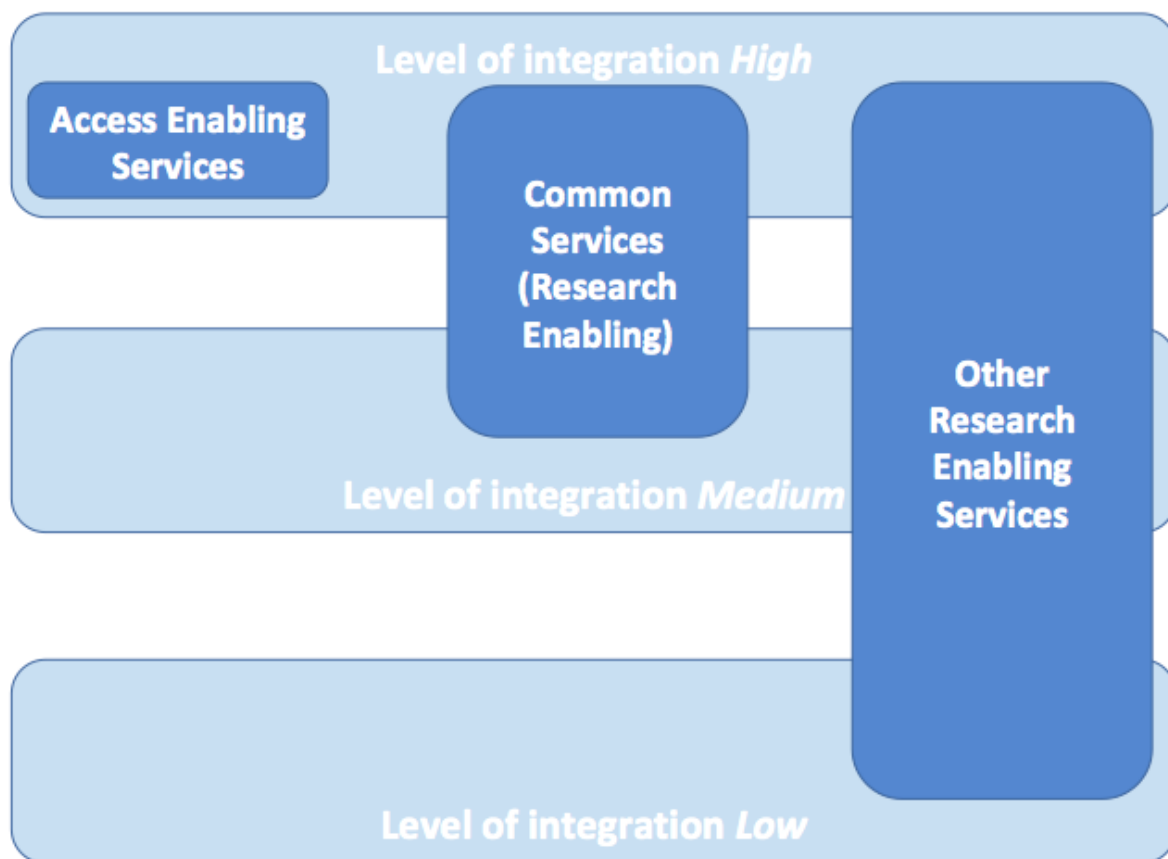 Level of integration High
Access Enabling
Services
Common
Services
(Research
Enabling)
Other
Research
Enabling
Services
Level of integration Medium
Level of integration Low